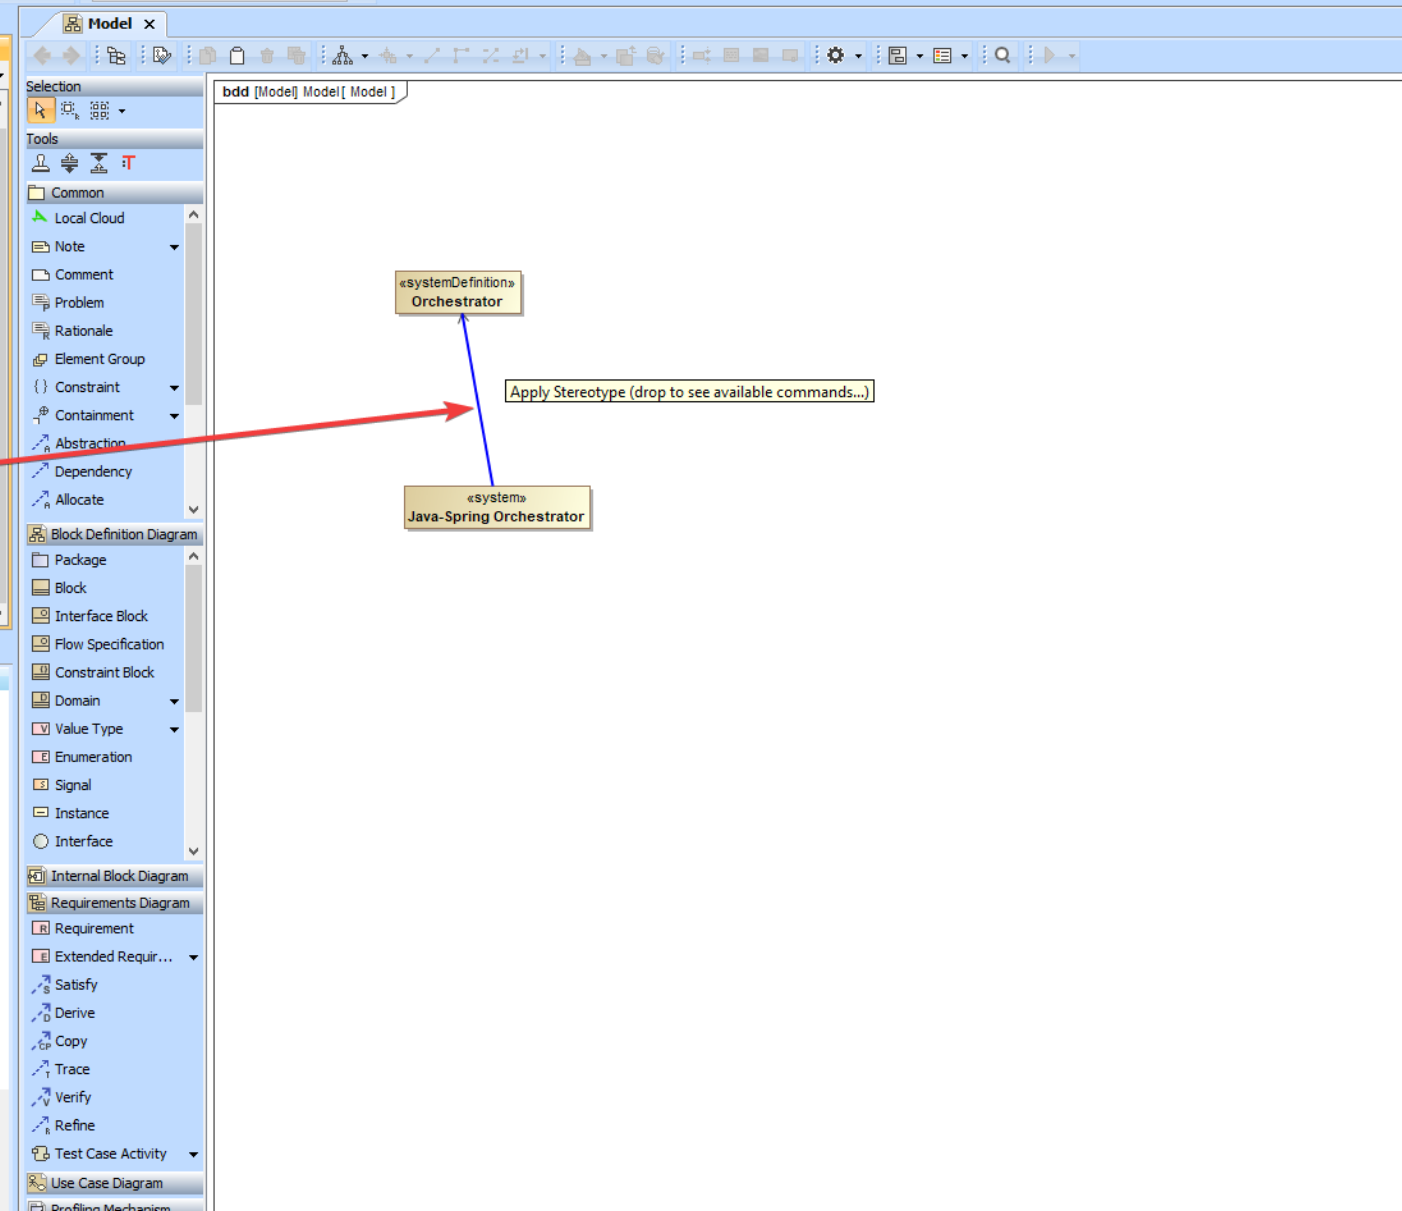 Model
Selection
Tools
T
Common
Local Cloud
Note
Comment
Problem
Rationale
Element Group
Constraint
Containment
Abstraction
Dependency
Allocate
Block Definition Diagram
Package
Block
Interface Block
Flow Specification
Constraint Block
Domain
Value Type
Enumeration
Signal
Instance
Interface
Internal Block Diagram
Requirements Diagram
Requirement
Extended Requir...
Satisfy
Derive
Copy
Trace
Verify
Refine
Test Case Activity
Use Case Diagram
Profiling Mechanism
bdd [Model] Model[ Model ]
«systemDefinition»
Orchestrator
Apply Stereotype (drop to see available commands...)
«system»
Java-Spring Orchestrator